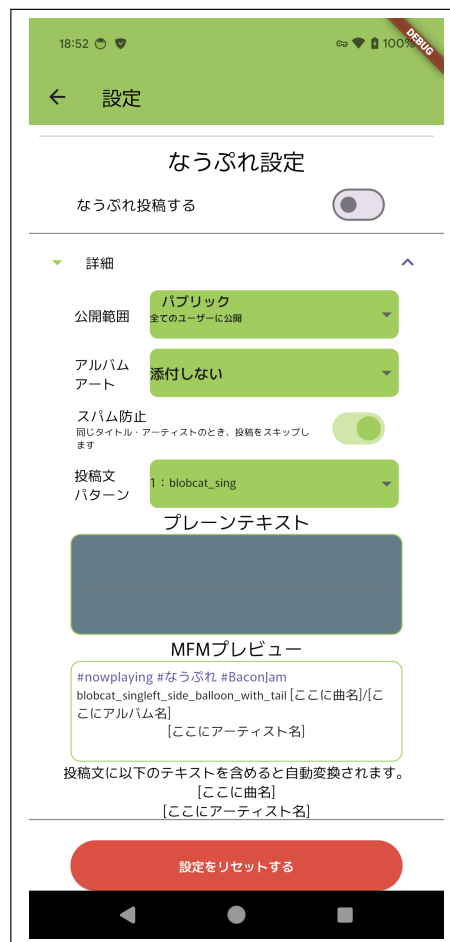 18:52
100%
DEBUG
設定
なうぷれ設定
なうぷれ投稿する
詳細
公開範囲
パブリック
全てのユーザーに公開
アルバム
アート
添付しない
スパム防止
同じタイトル・アーティストのとき、投稿をスキップし
ます
投稿文
パターン
1：blobcat_sing
プレーンテキスト
MFMプレビュー
#nowplaying #なうぷれ #BaconJam
blobcat_singleft_side_balloon_with_tail [ここに曲名]/[こ
こにアルバム名]
[ここにアーティスト名]
投稿文に以下のテキストを含めると自動変換されます。
[ここに曲名]
[ここにアーティスト名]
設定をリセットする